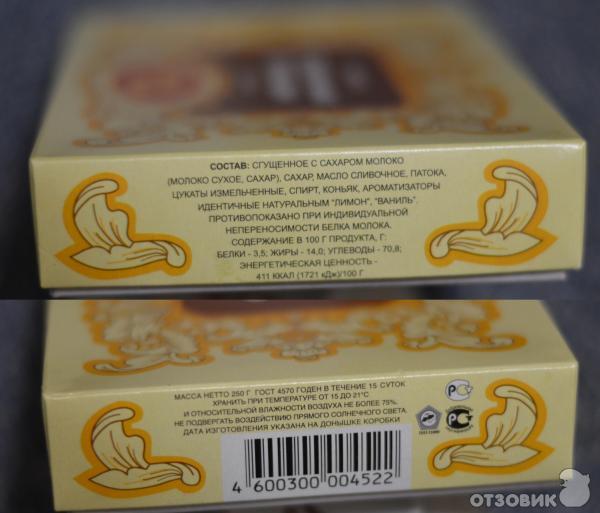 СОСТАВ: СГУЩЕННОЕ С САХАРОМ МОЛОКО
(МОЛОКО СУХОЕ, САХАР), САХАР, МАСЛО СЛИВОЧНОЕ, ПАТОКА,
ЦУКАТЫ ИЗМЕЛЬЧЕННЫЕ, СПИРТ, КОНЬЯК, АРОМАТИЗАТОРЫ
ИДЕНТИЧНЫЕ НАТУРАЛЬНЫМ "ЛИМОН", "ВАНИЛЬ".
ПРОТИВОПОКАЗАНО ПРИ ИНДИВИДУАЛЬНОЙ
НЕПЕРЕНОСИМОСТИ БЕЛКА МОЛОКА.
СОДЕРЖАНИЕ В 100 Г ПРОДУКТА, Г:
БЕЛКИ - 3,5; ЖИРЫ - 14,0; УГЛЕВОДЫ - 70,8;
ЭНЕРГЕТИЧЕСКАЯ ЦЕННОСТЬ -
411 ККАЛ (1721 кДж)/100 Г
МАССА НЕТТО 250 Г ГОСТ 4570 ГОДЕН В ТЕЧЕНИЕ 15 СУТОК
ХРАНИТЬ ПРИ ТЕМПЕРАТУРЕ ОТ 15 ДО 21°С
И ОТНОСИТЕЛЬНОЙ ВЛАЖНОСТИ ВОЗДУХА НЕ БОЛЕЕ 75%.
НЕ ПОДВЕРГАТЬ ВОЗДЕЙСТВИЮ ПРЯМОГО СОЛНЕЧНОГО СВЕТА
ДАТА ИЗГОТОВЛЕНИЯ УКАЗАНА НА ДОНЫШКЕ КОРОБКИ
4 600300 004522
ОТЗОВИК